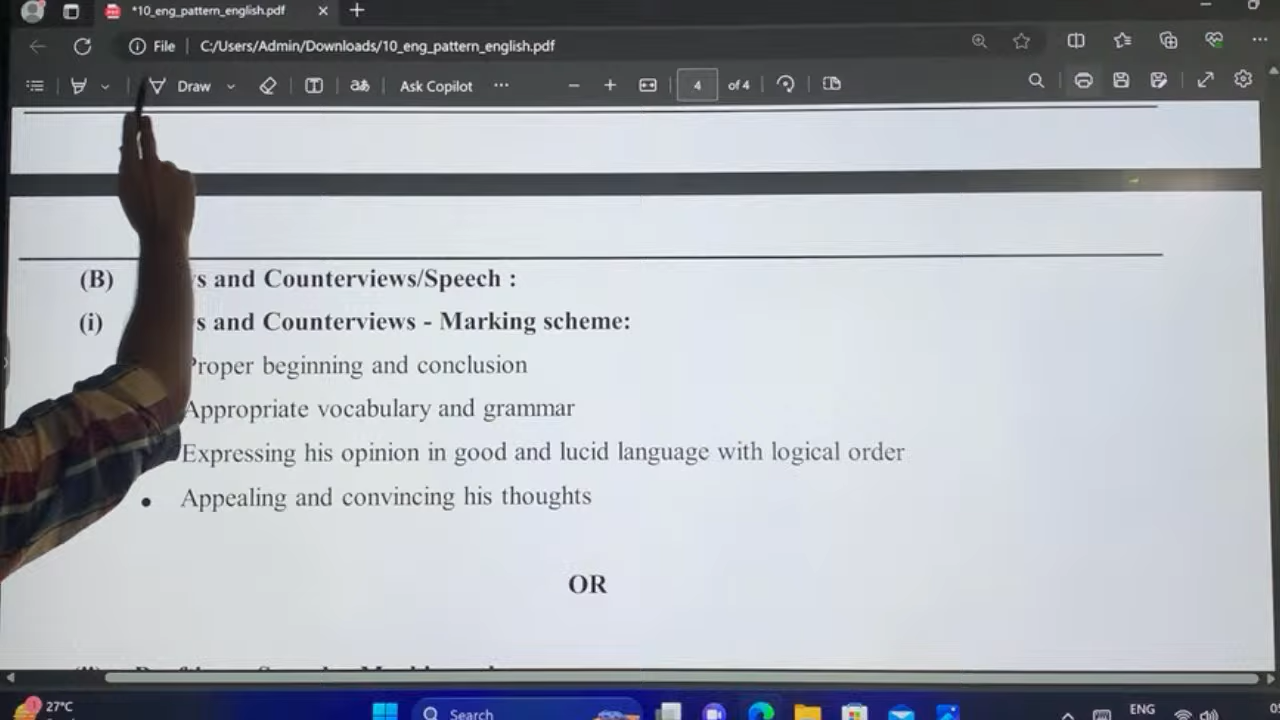 *10_eng_pattern_english.pdf
File C:/Users/Admin/Downloads/10_eng_pattern_english.pdf
Draw Ask Copilot 4 of 4
(B) s and Counterviews/Speech :
(i) s and Counterviews - Marking scheme:
Proper beginning and conclusion
Appropriate vocabulary and grammar
Expressing his opinion in good and lucid language with logical order
• Appealing and convincing his thoughts
OR
27°C
Search
ENG